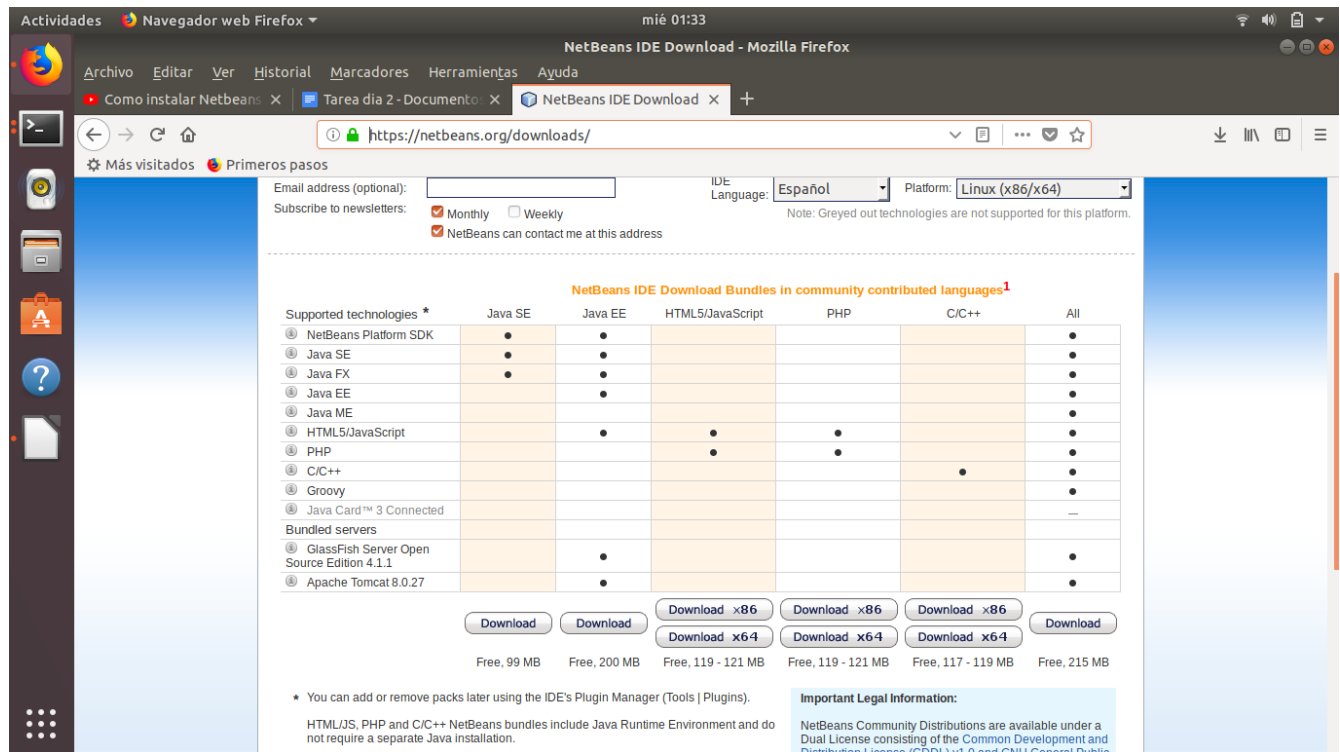 Actividades Navegador web Firefox mié 01:33
NetBeans IDE Download - Mozilla Firefox
Archivo Editar Ver Historial Marcadores Herramientas Ayuda
Como instalar Netbeans Tarea dia 2 - Documentos NetBeans IDE Download
https://netbeans.org/downloads/
Más visitados Primeros pasos
Email address (optional): IDE Language: Español Platform: Linux (x86/x64)
Subscribe to newsletters: Monthly Weekly Note: Greyed out technologies are not supported for this platform.
NetBeans can contact me at this address
NetBeans IDE Download Bundles in community contributed languages1
Supported technologies * Java SE Java EE HTML5/JavaScript PHP C/C++ All
NetBeans Platform SDK • • •
Java SE • • •
Java FX • • •
Java EE • •
Java ME •
HTML5/JavaScript • • • •
PHP • • •
C/C++ • •
Groovy •
Java Card™ 3 Connected —
Bundled servers
GlassFish Server Open
Source Edition 4.1.1 • •
Apache Tomcat 8.0.27 • •
Download Download Download x86 Download x86 Download x86 Download
Download x64 Download x64 Download x64
Free, 99 MB Free, 200 MB Free, 119 - 121 MB Free, 119 - 121 MB Free, 117 - 119 MB Free, 215 MB
* You can add or remove packs later using the IDE's Plugin Manager (Tools | Plugins).
HTML/JS, PHP and C/C++ NetBeans bundles include Java Runtime Environment and do
not require a separate Java installation.
Important Legal Information:
NetBeans Community Distributions are available under a
Dual License consisting of the Common Development and
Distribution License (CDDL) v1.0 and GNU General Public